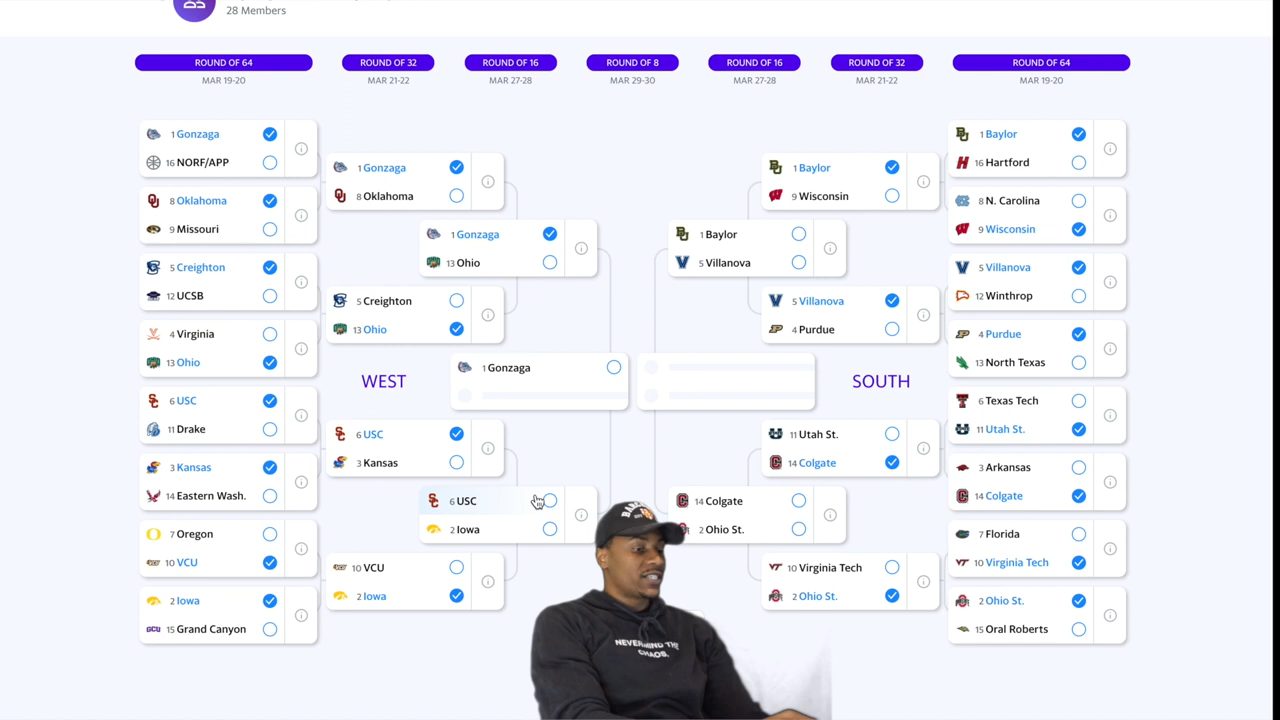 28 Members
ROUND OF 64
ROUND OF 32
ROUND OF 16
ROUND OF 8
ROUND OF 16
ROUND OF 32
ROUND OF 64
MAR 19-20
MAR 21-22
MAR 27-28
MAR 29-30
MAR 27-28
MAR 21-22
MAR 19-20
1 Gonzaga
16 NORF/APP
8 Oklahoma
9 Missouri
5 Creighton
12 UCSB
4 Virginia
13 Ohio
6 USC
11 Drake
3 Kansas
14 Eastern Wash.
7 Oregon
10 VCU
2 Iowa
15 Grand Canyon
1 Gonzaga
8 Oklahoma
5 Creighton
13 Ohio
WEST
6 USC
3 Kansas
10 VCU
2 Iowa
1 Gonzaga
13 Ohio
6 USC
2 Iowa
1 Gonzaga
1 Baylor
5 Villanova
14 Colgate
2 Ohio St.
1 Baylor
9 Wisconsin
5 Villanova
4 Purdue
SOUTH
11 Utah St.
14 Colgate
10 Virginia Tech
2 Ohio St.
1 Baylor
16 Hartford
8 N. Carolina
9 Wisconsin
5 Villanova
12 Winthrop
4 Purdue
13 North Texas
6 Texas Tech
11 Utah St.
3 Arkansas
14 Colgate
7 Florida
10 Virginia Tech
2 Ohio St.
15 Oral Roberts
NEVERMIND THE
CHAOS.